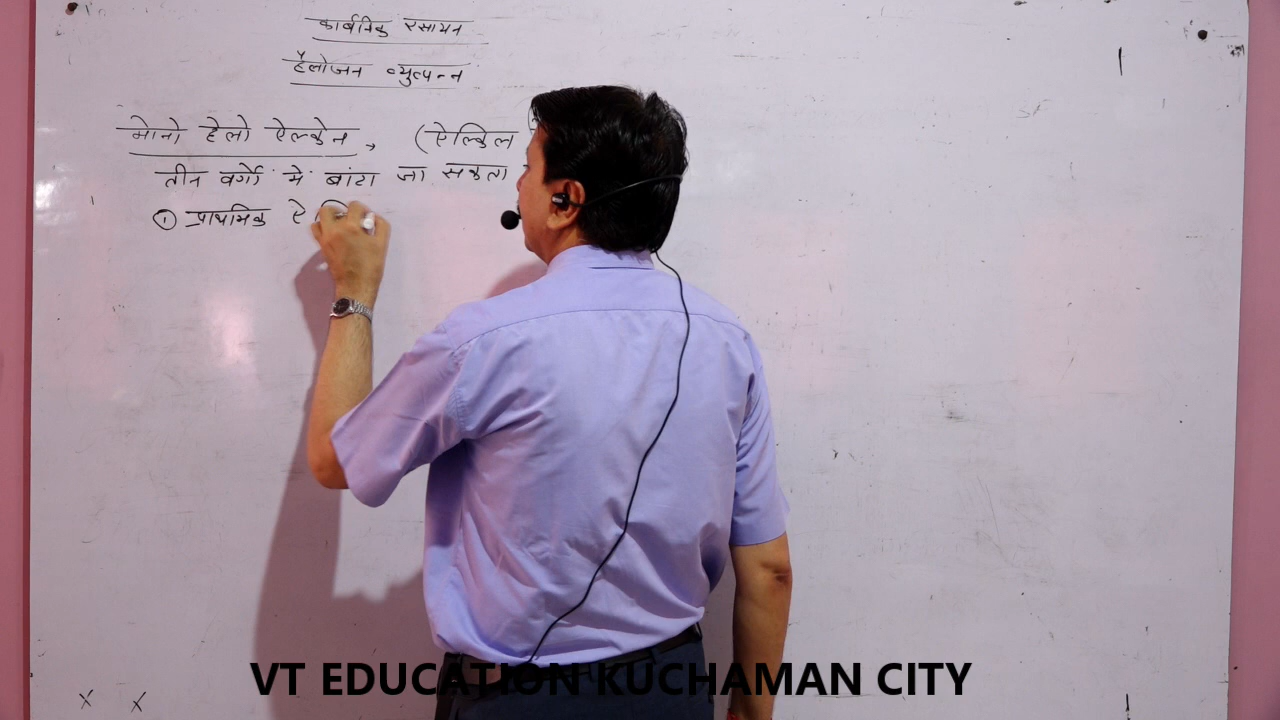 कार्बनिक रसायन
हैलोजन व्युत्पन्न
मोनो हेलो ऐल्केन, (ऐल्किल
तीन वर्गों में बांटा जा सकता
① प्राथमिक ऐ
x x
VT EDUCATION KUCHAMAN CITY